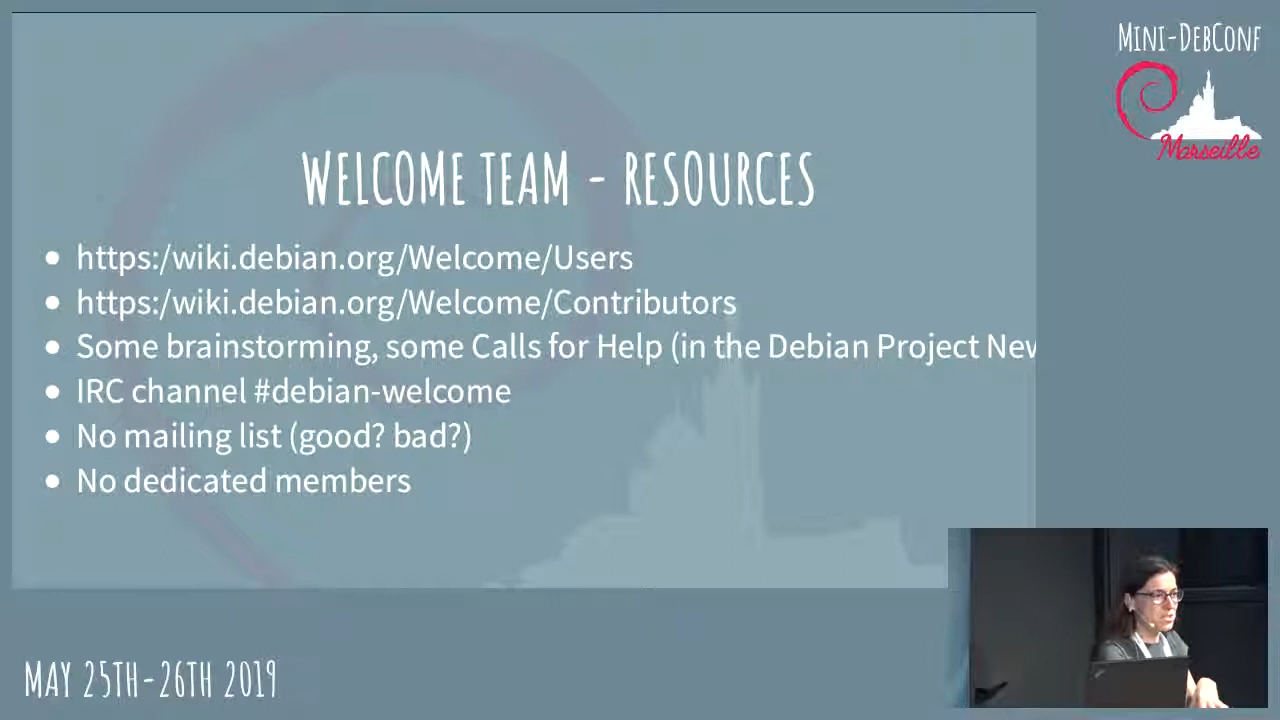 MINI-DEBCONF
Marseille
WELCOME TEAM - RESOURCES
• https:/wiki.debian.org/Welcome/Users
• https:/wiki.debian.org/Welcome/Contributors
• Some brainstorming, some Calls for Help (in the Debian Project New
• IRC channel #debian-welcome
• No mailing list (good? bad?)
• No dedicated members
MAY 25TH-26TH 2019